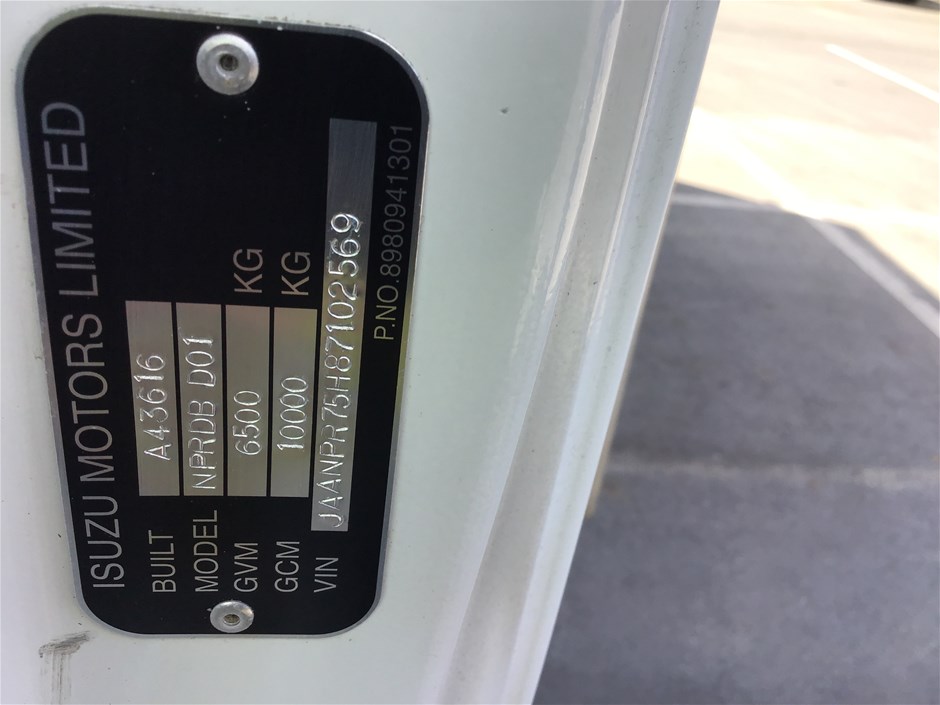 ISUZU MOTORS LIMITED
BUILT A43616
MODEL NPRDB D01
GVM 6500 KG
GCM 10000 KG
VIN JAANPR75H87102569
P.NO.8980941301